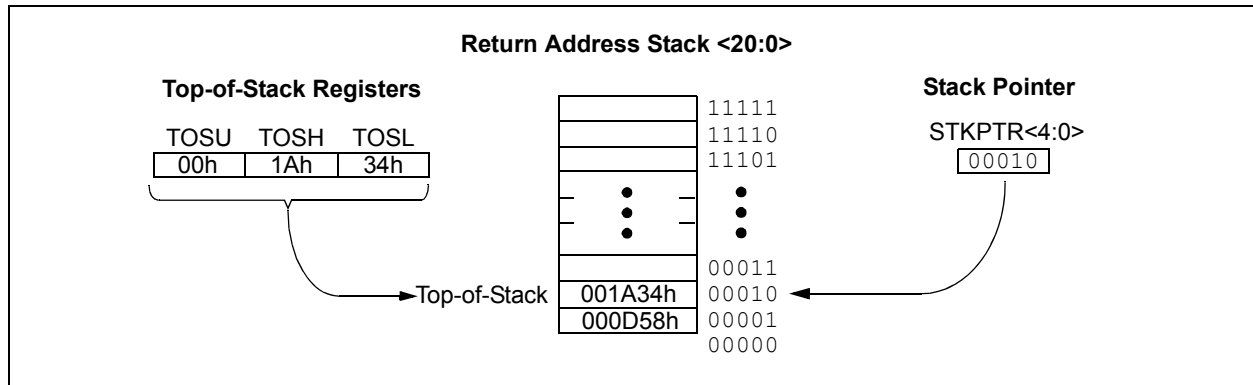 Return Address Stack <20:0>
Top-of-Stack Registers
Stack Pointer
TOSU TOSH TOSL
STKPTR<4:0>
00h 1Ah 34h
00010
11111
11110
11101
00011
Top-of-Stack 001A34h 00010
000D58h 00001
00000